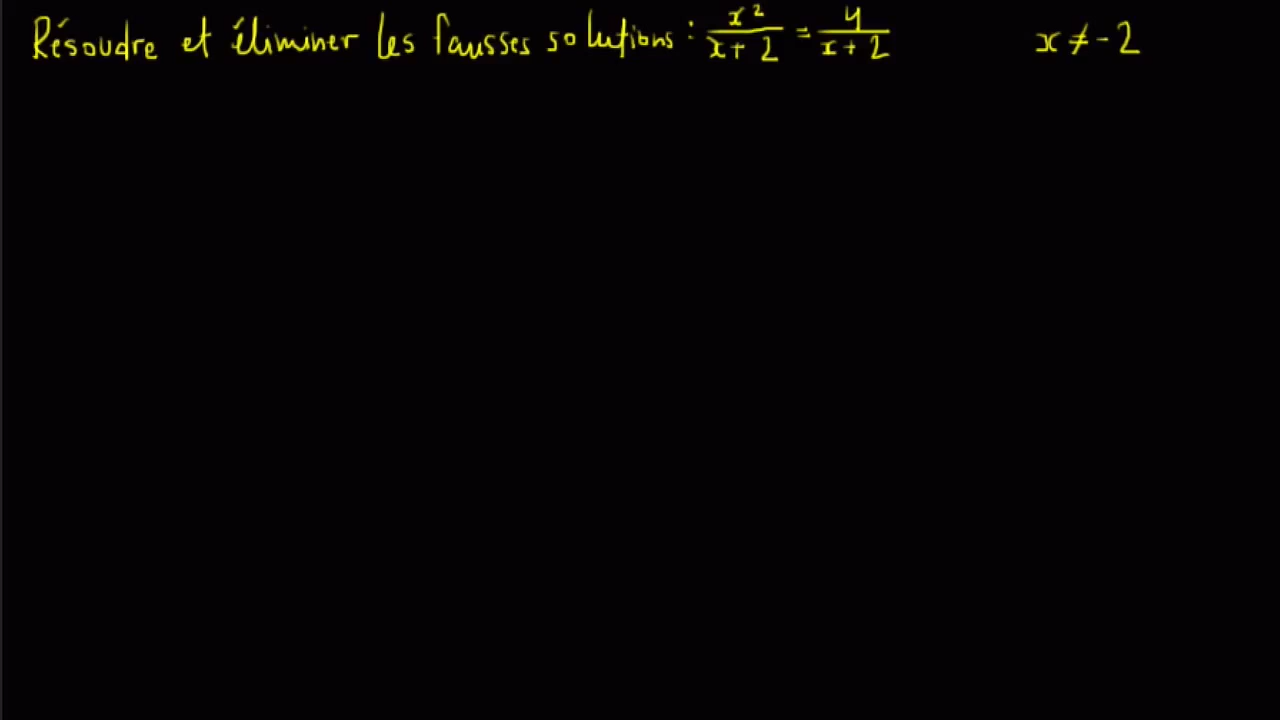 Résoudre et éliminer les fausses solutions : x²/(x+2) = 4/(x+2) x ≠ -2